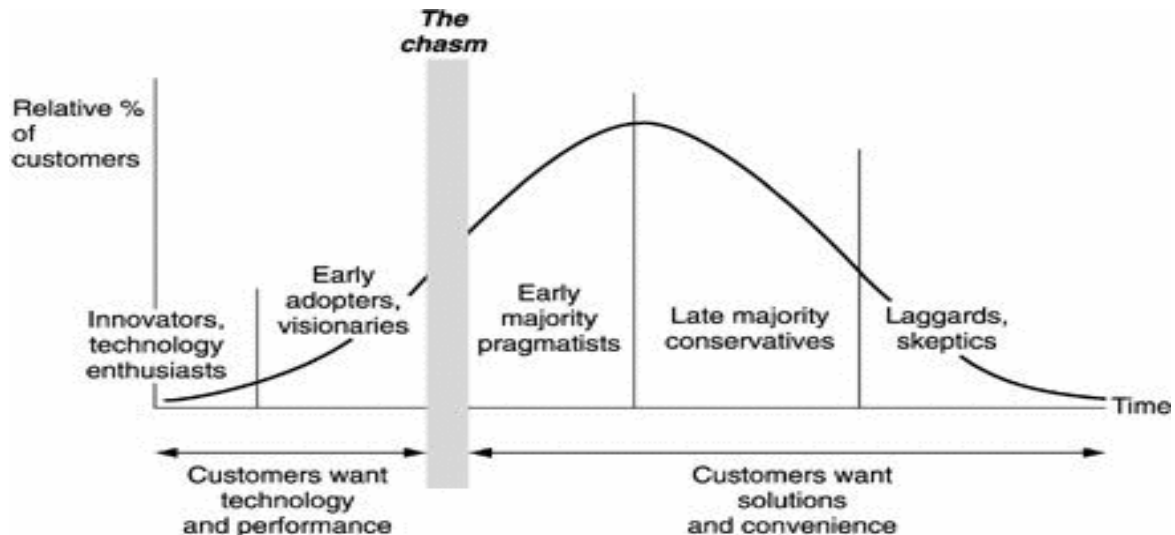 The
chasm
Relative %
of
customers
Innovators,
technology
enthusiasts
Early
adopters,
visionaries
Early
majority
pragmatists
Late majority
conservatives
Laggards,
skeptics
Time
Customers want
technology
and performance
Customers want
solutions
and convenience